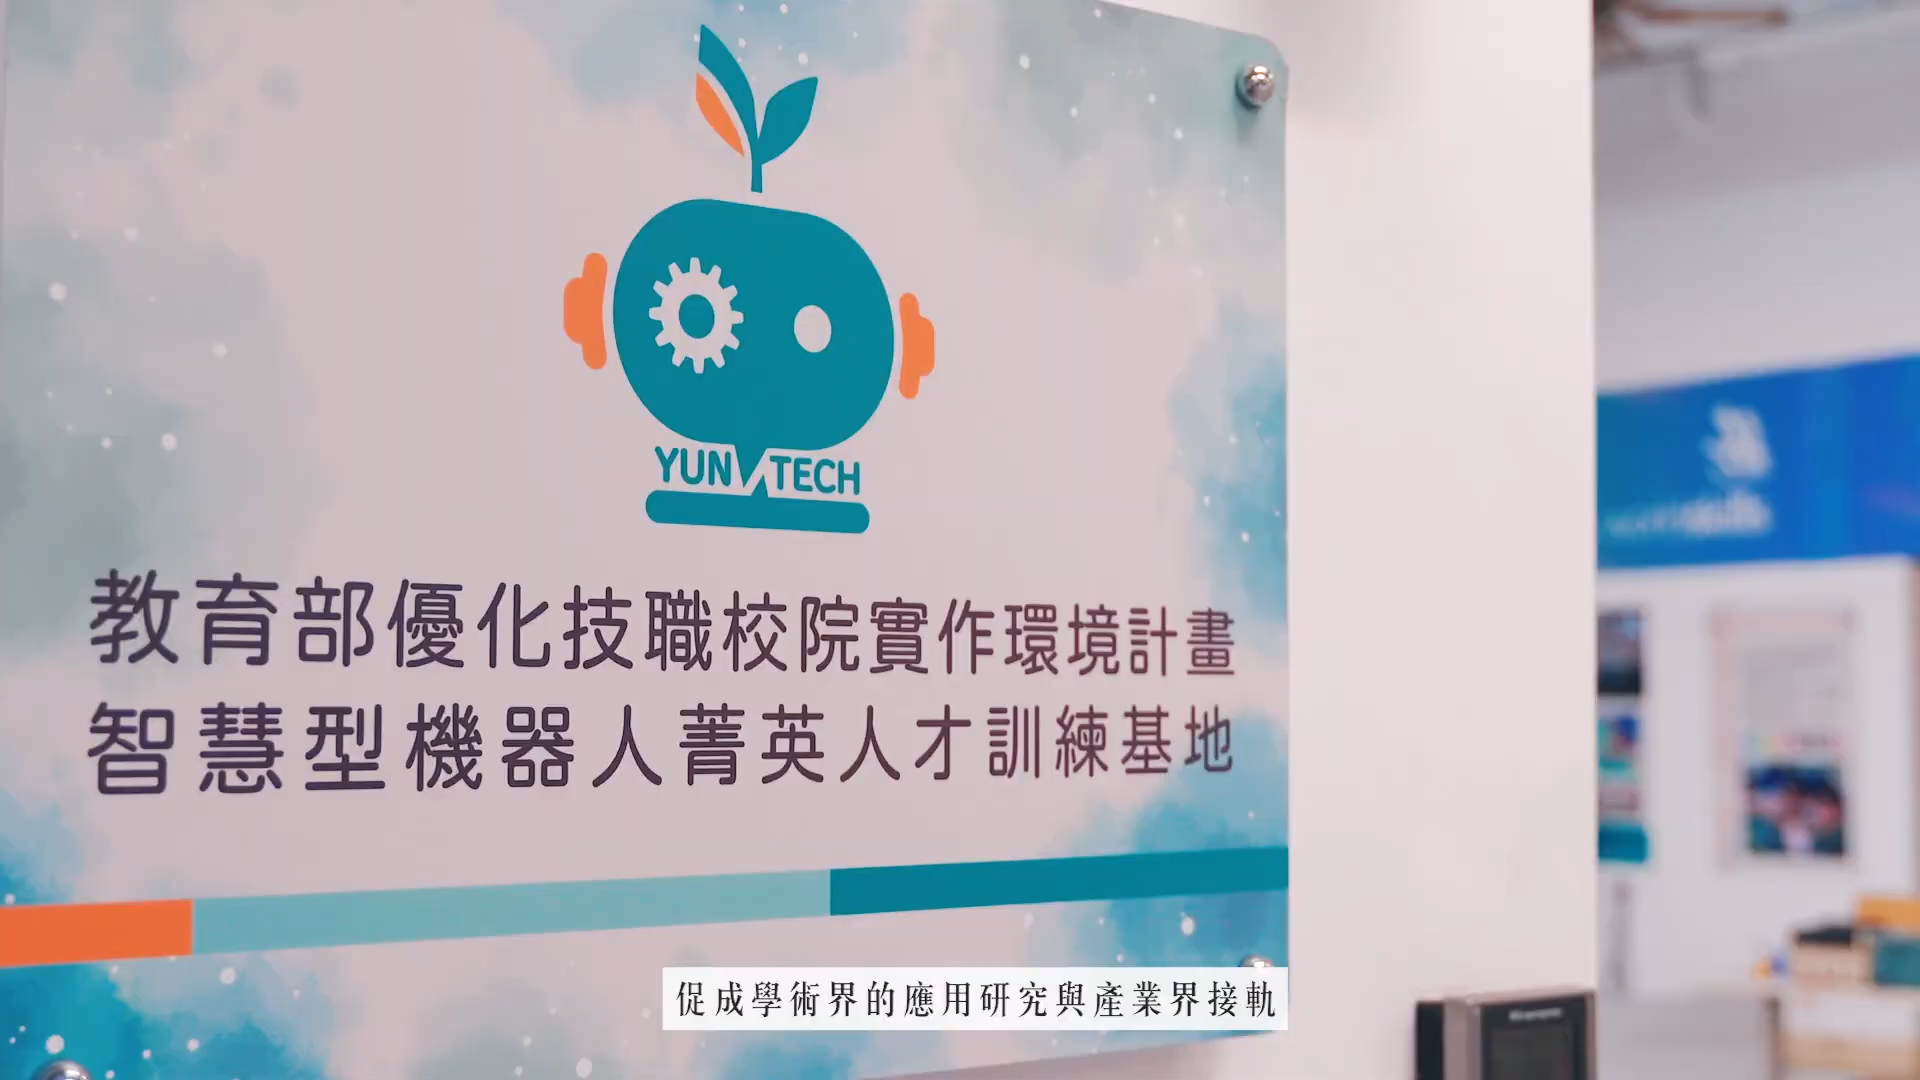 YUN TECH
教育部優化技職校院實作環境計畫
智慧型機器人菁英人才訓練基地
促成學術界的應用研究與產業界接軌